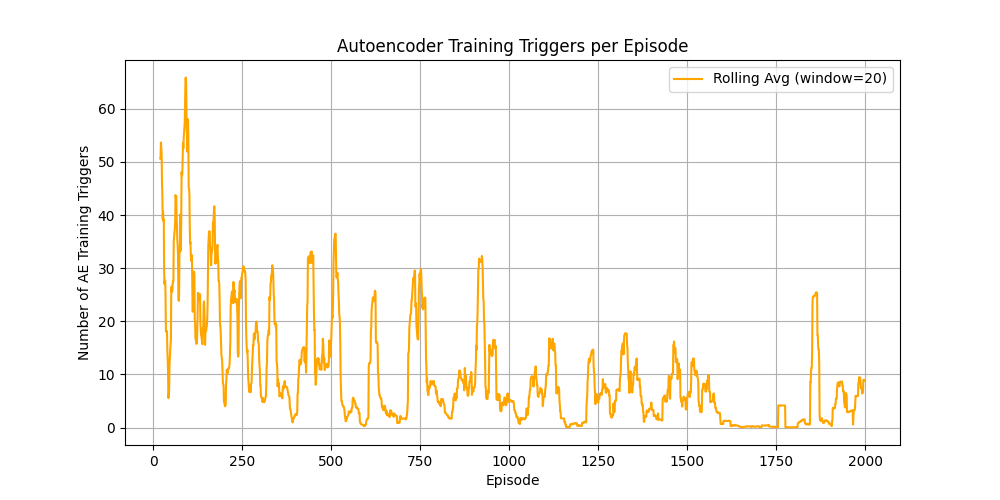 Autoencoder Training Triggers per Episode
Rolling Avg (window=20)
Number of AE Training Triggers
60
50
40
30
20
10
0
0 250 500 750 1000 1250 1500 1750 2000
Episode